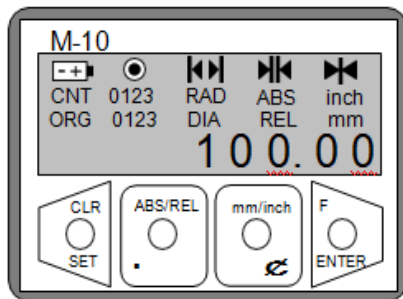 M-10
CNT 0123 RAD ABS inch
ORG 0123 DIA REL mm
100.00
CLR ABS/REL mm/inch F
SET . ENTER